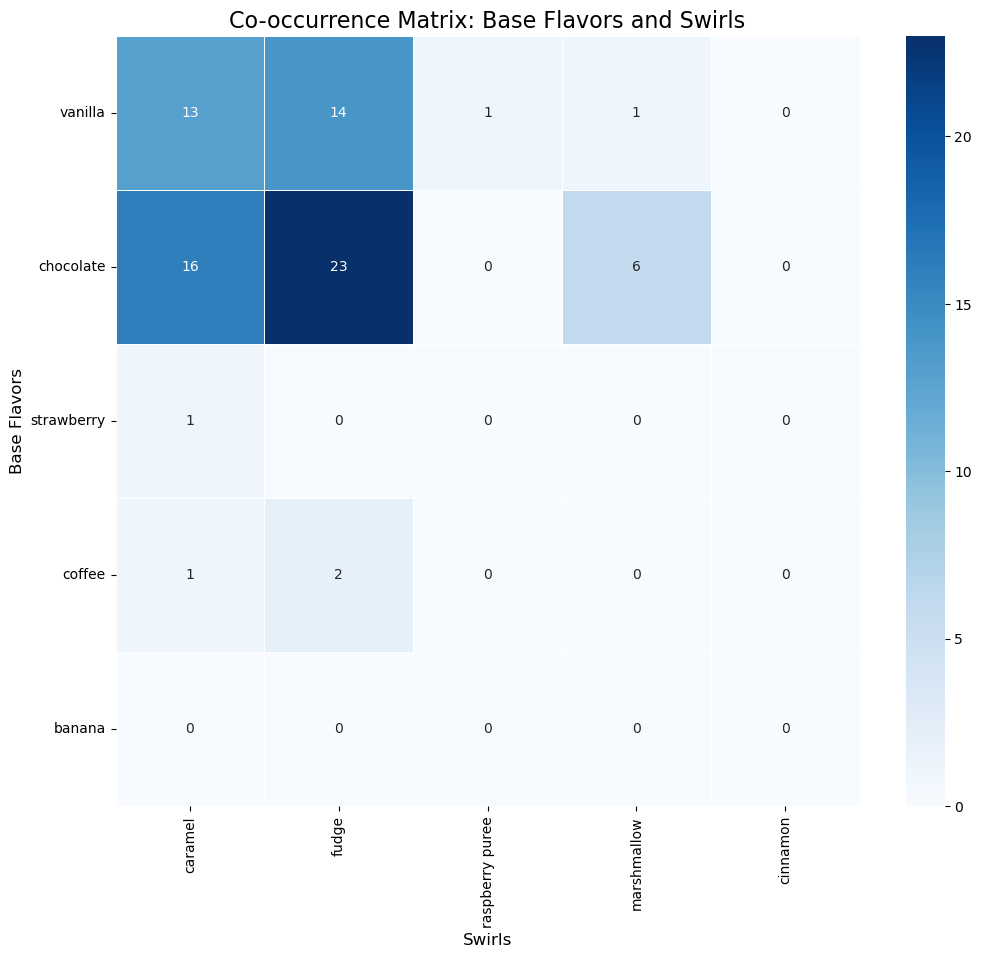 Co-occurrence Matrix: Base Flavors and Swirls
vanilla 13 14 1 1 0
chocolate 16 23 0 6 0
strawberry 1 0 0 0 0
coffee 1 2 0 0 0
banana 0 0 0 0 0
caramel fudge raspberry puree marshmallow cinnamon
Swirls
Base Flavors
20
15
10
5
0